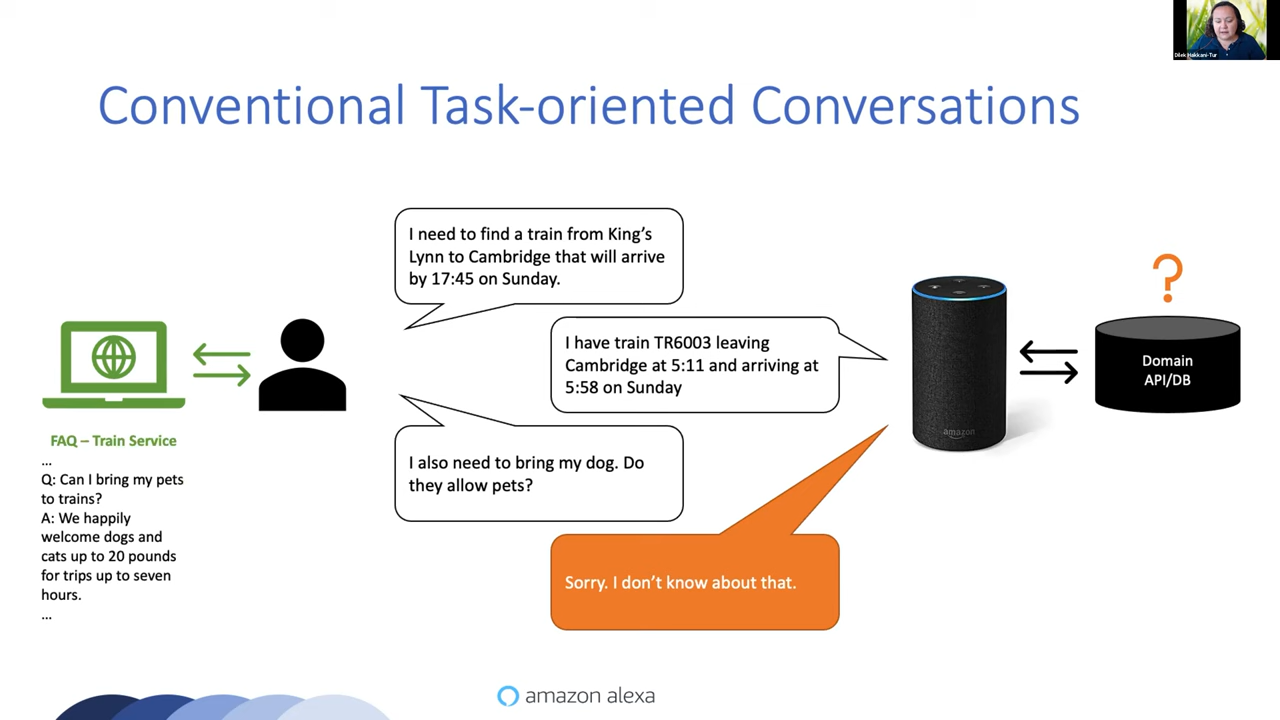 Dilek Hakkani-Tur
Conventional Task-oriented Conversations
I need to find a train from King's
Lynn to Cambridge that will arrive
by 17:45 on Sunday.
I have train TR6003 leaving
Cambridge at 5:11 and arriving at
5:58 on Sunday
Domain
API/DB
amazon
FAQ – Train Service
...
Q: Can I bring my pets
to trains?
A: We happily
welcome dogs and
cats up to 20 pounds
for trips up to seven
hours.
...
I also need to bring my dog. Do
they allow pets?
Sorry. I don't know about that.
amazon alexa